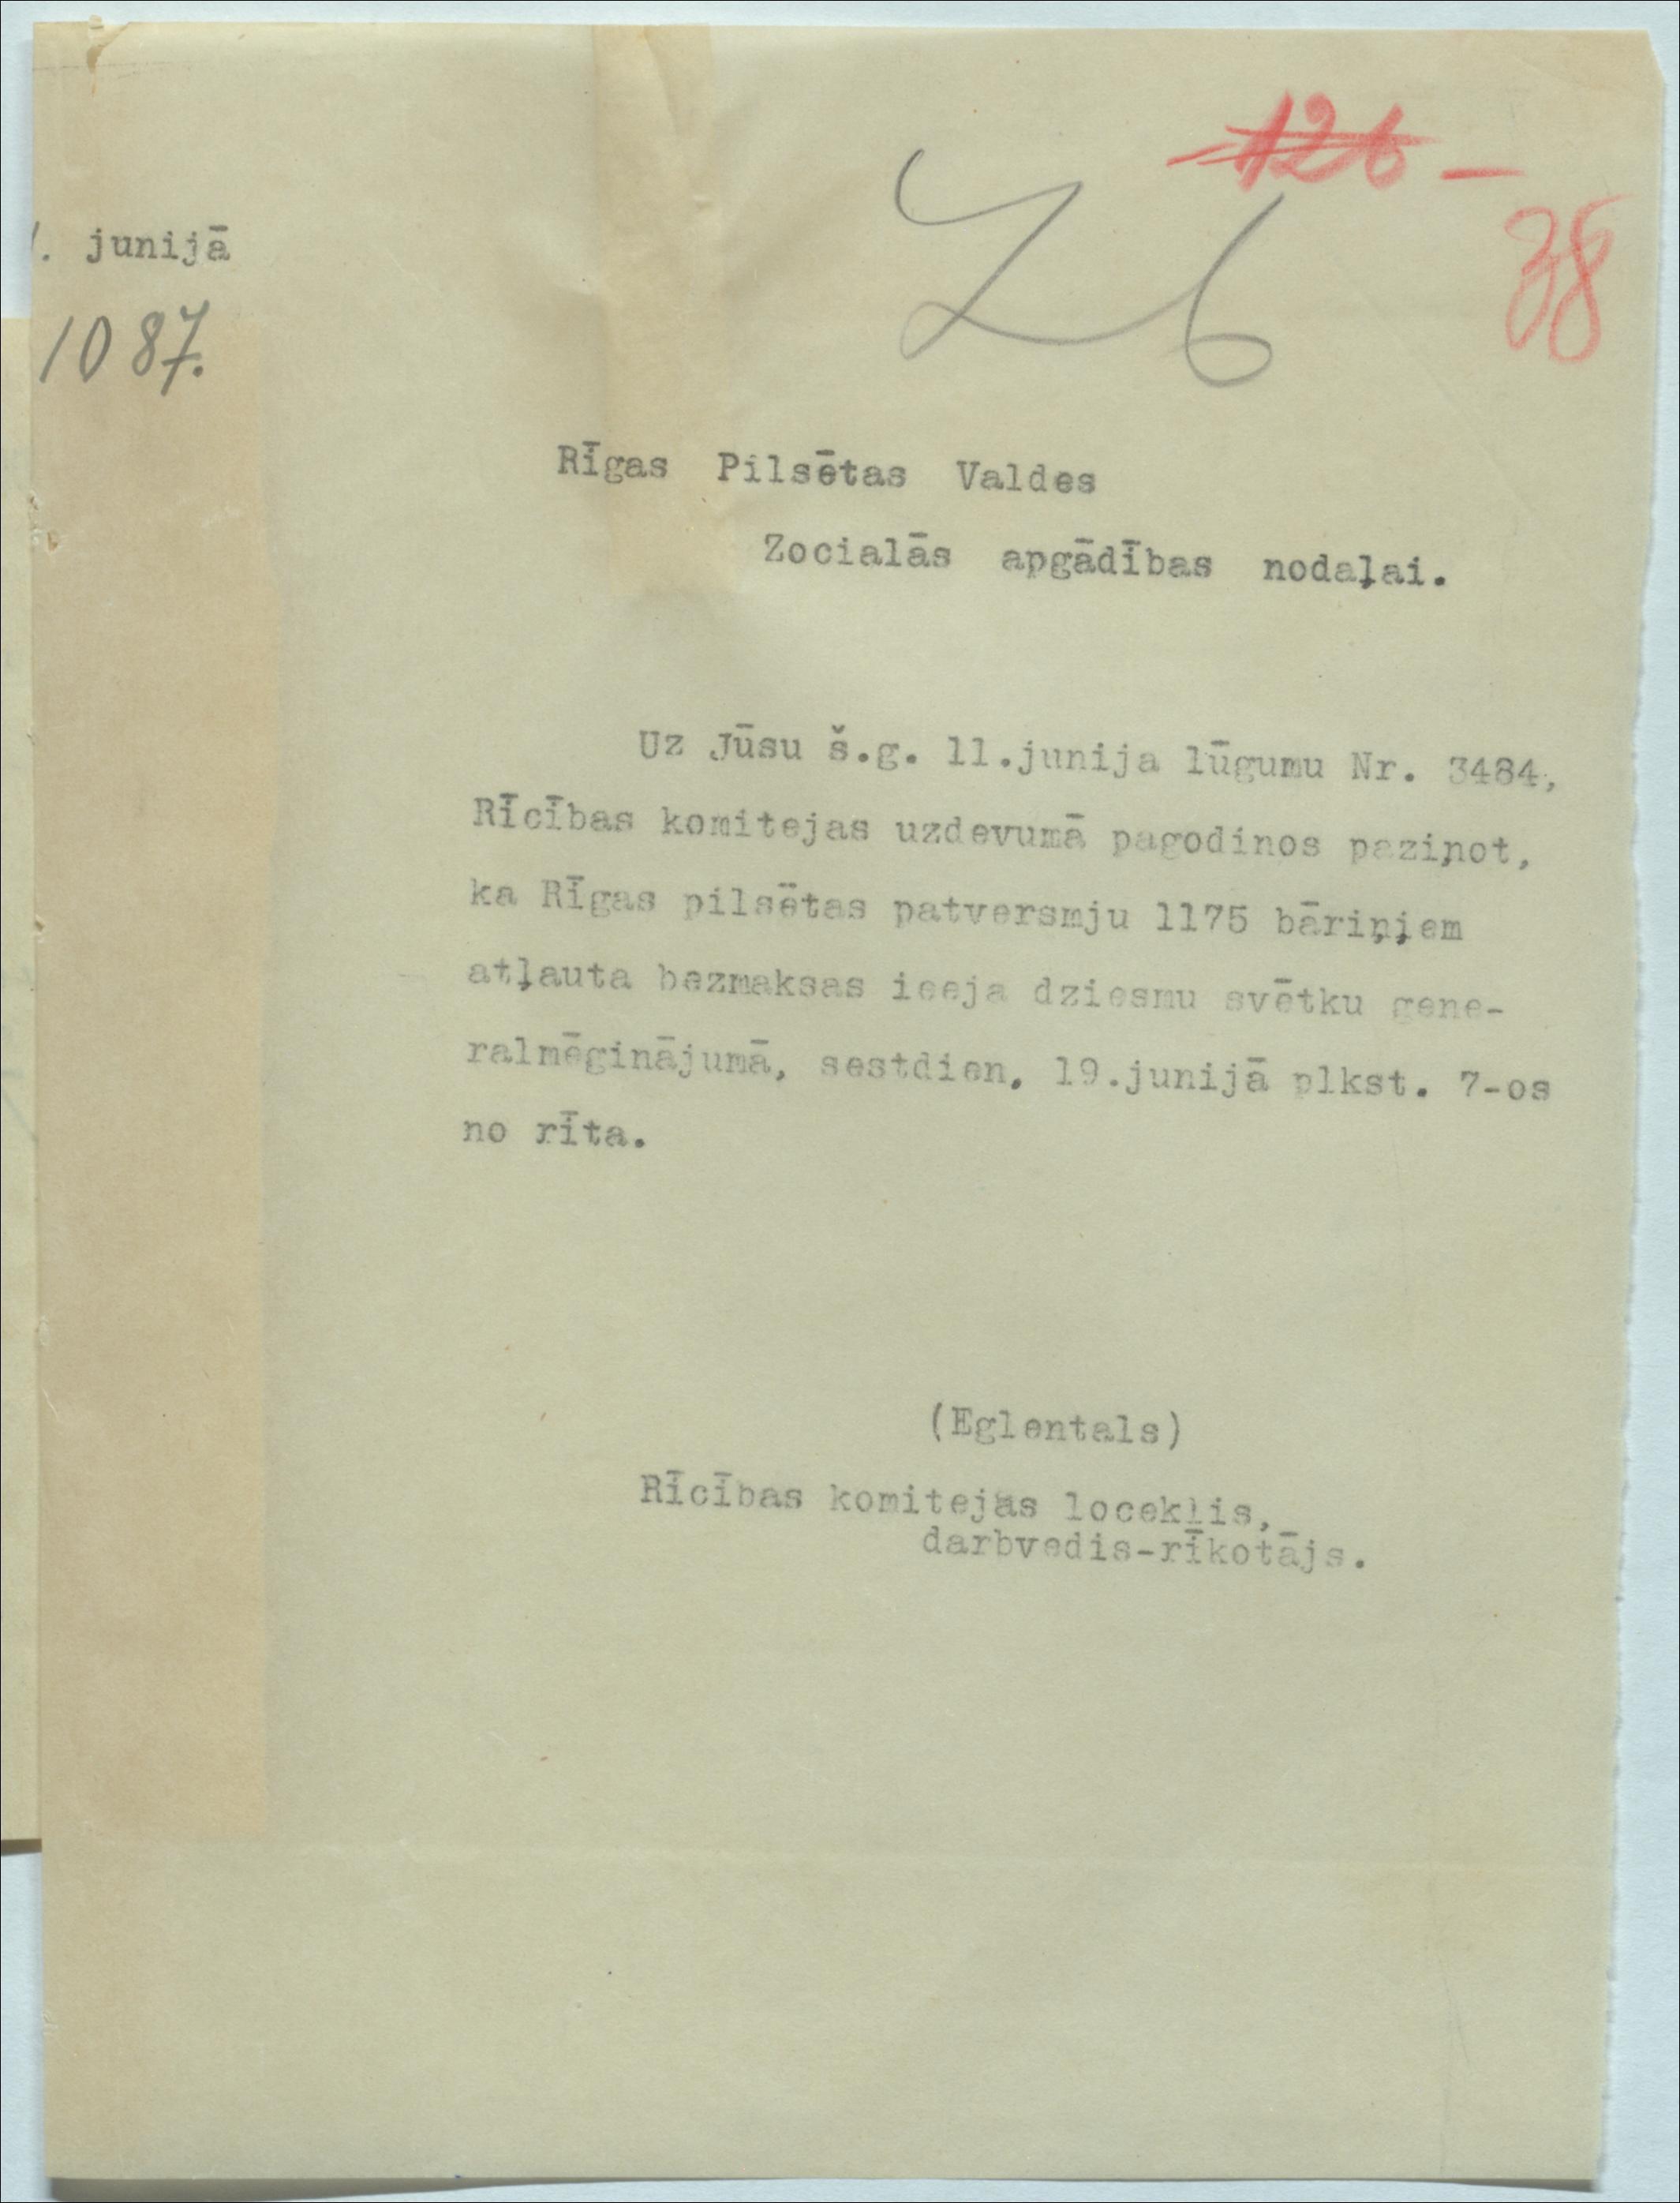 126 –
38
. junijā
1087.
Rīgas Pilsētas Valdes
Zocialās apgādības nodaļai.
Uz Jūsu š.g. 11.junija lūgumu Nr. 3484,
Rīcības komitejas uzdevumā pagodinos paziņot,
ka Rīgas pilsētas patversmju 1175 bāriņiem
atļauta bezmaksas ieeja dziesmu svētku gene-
ralmēginājumā, sestdien, 19.junijā plkst. 7-os
no rīta.
(Eglentals)
Rīcības komitejas loceklis,
darbvedis-rīkotājs.